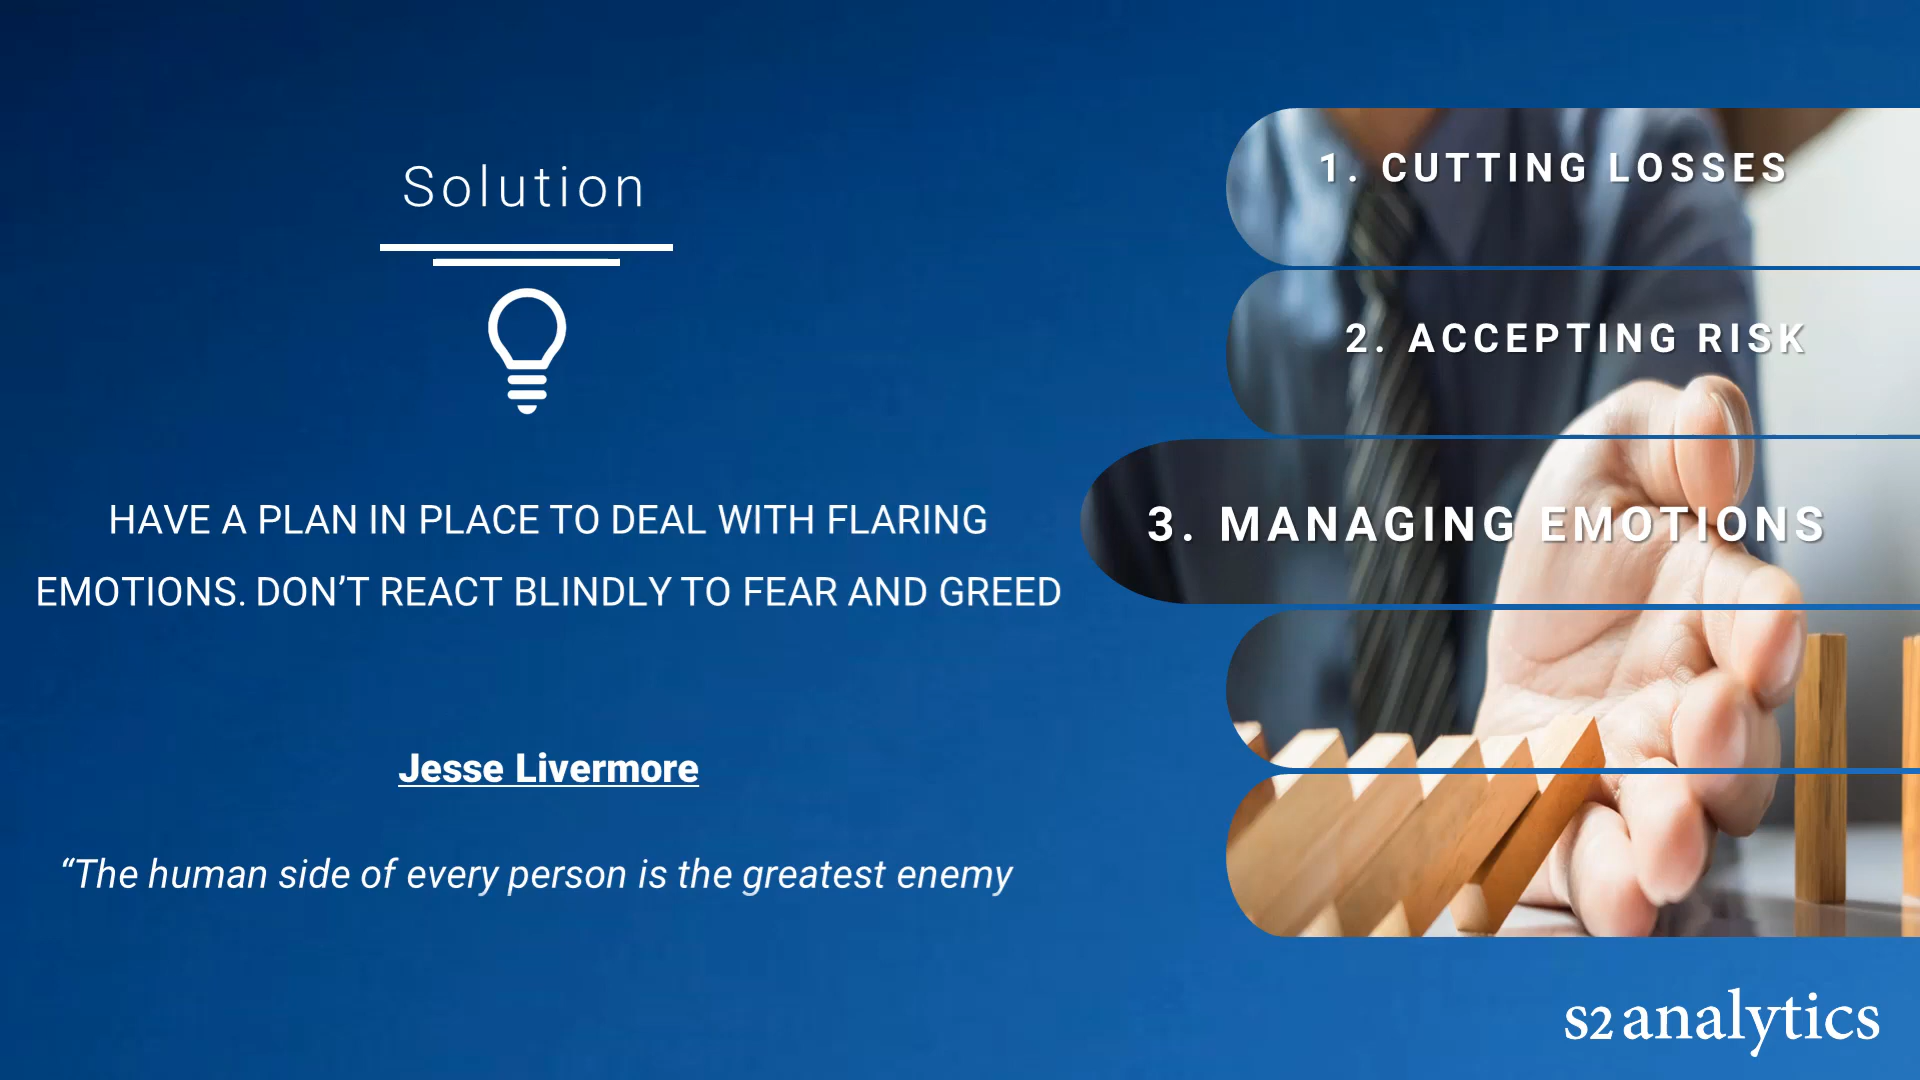 Solution
HAVE A PLAN IN PLACE TO DEAL WITH FLARING
EMOTIONS. DON’T REACT BLINDLY TO FEAR AND GREED
Jesse Livermore
“The human side of every person is the greatest enemy
1. CUTTING LOSSES
2. ACCEPTING RISK
3. MANAGING EMOTIONS
s2analytics